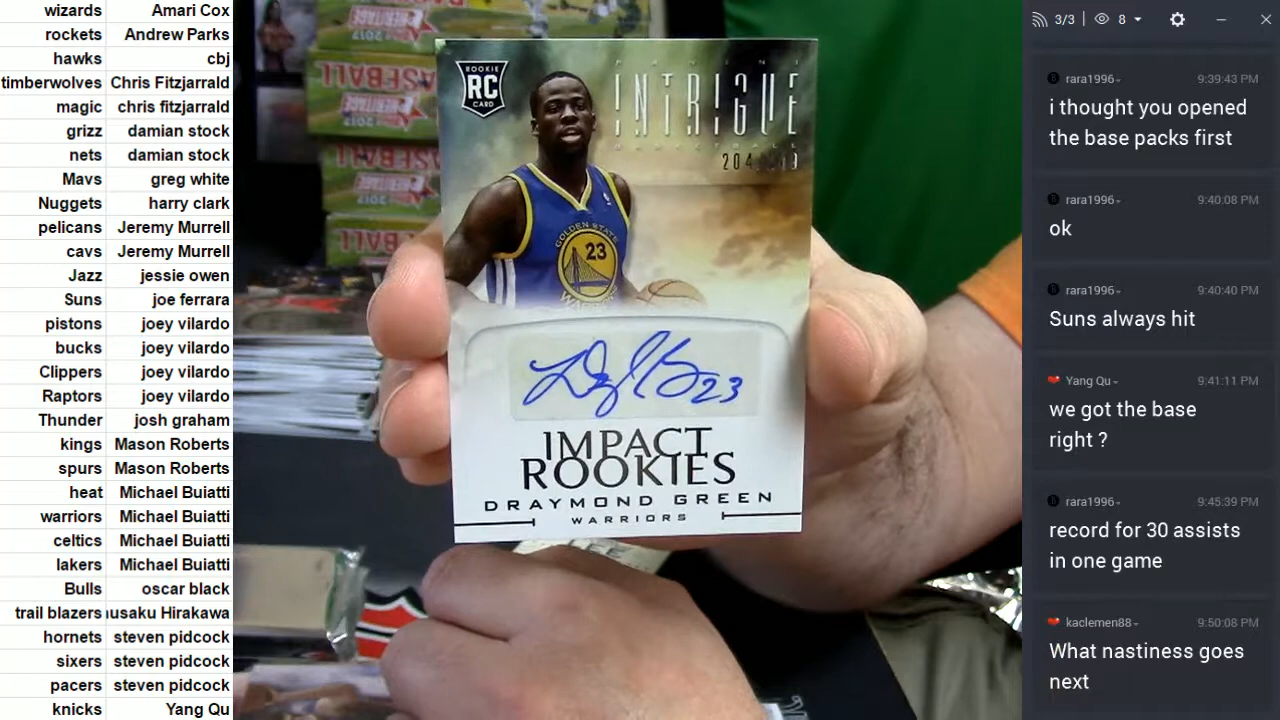 wizards Amari Cox
rockets Andrew Parks
hawks cbj
timberwolves Chris Fitzjarrald
magic chris fitzjarrald
grizz damian stock
nets damian stock
Mavs greg white
Nuggets harry clark
pelicans Jeremy Murrell
cavs Jeremy Murrell
Jazz jessie owen
Suns joe ferrara
pistons joey vilardo
bucks joey vilardo
Clippers joey vilardo
Raptors joey vilardo
Thunder josh graham
kings Mason Roberts
spurs Mason Roberts
heat Michael Buiatti
warriors Michael Buiatti
celtics Michael Buiatti
lakers Michael Buiatti
Bulls oscar black
trail blazers usaku Hirakawa
hornets steven pidcock
sixers steven pidcock
pacers steven pidcock
knicks Yang Qu
ROOKIE
RC
CARD
PANINI
INTRIGUE
BASKETBALL
GOLDEN STATE
23
23
IMPACT
ROOKIES
DRAYMOND GREEN
WARRIORS
BASEBALL
HERITAGE
3/3 8
rara1996 9:39:43 PM
i thought you opened
the base packs first
rara1996 9:40:08 PM
ok
rara1996 9:40:40 PM
Suns always hit
Yang Qu 9:41:11 PM
we got the base
right ?
rara1996 9:45:39 PM
record for 30 assists
in one game
kaclemen88 9:50:08 PM
What nastiness goes
next